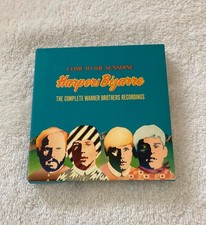 COME TO THE SUNSHINE
Harpers Bizarre
THE COMPLETE WARNER BROTHERS RECORDINGS